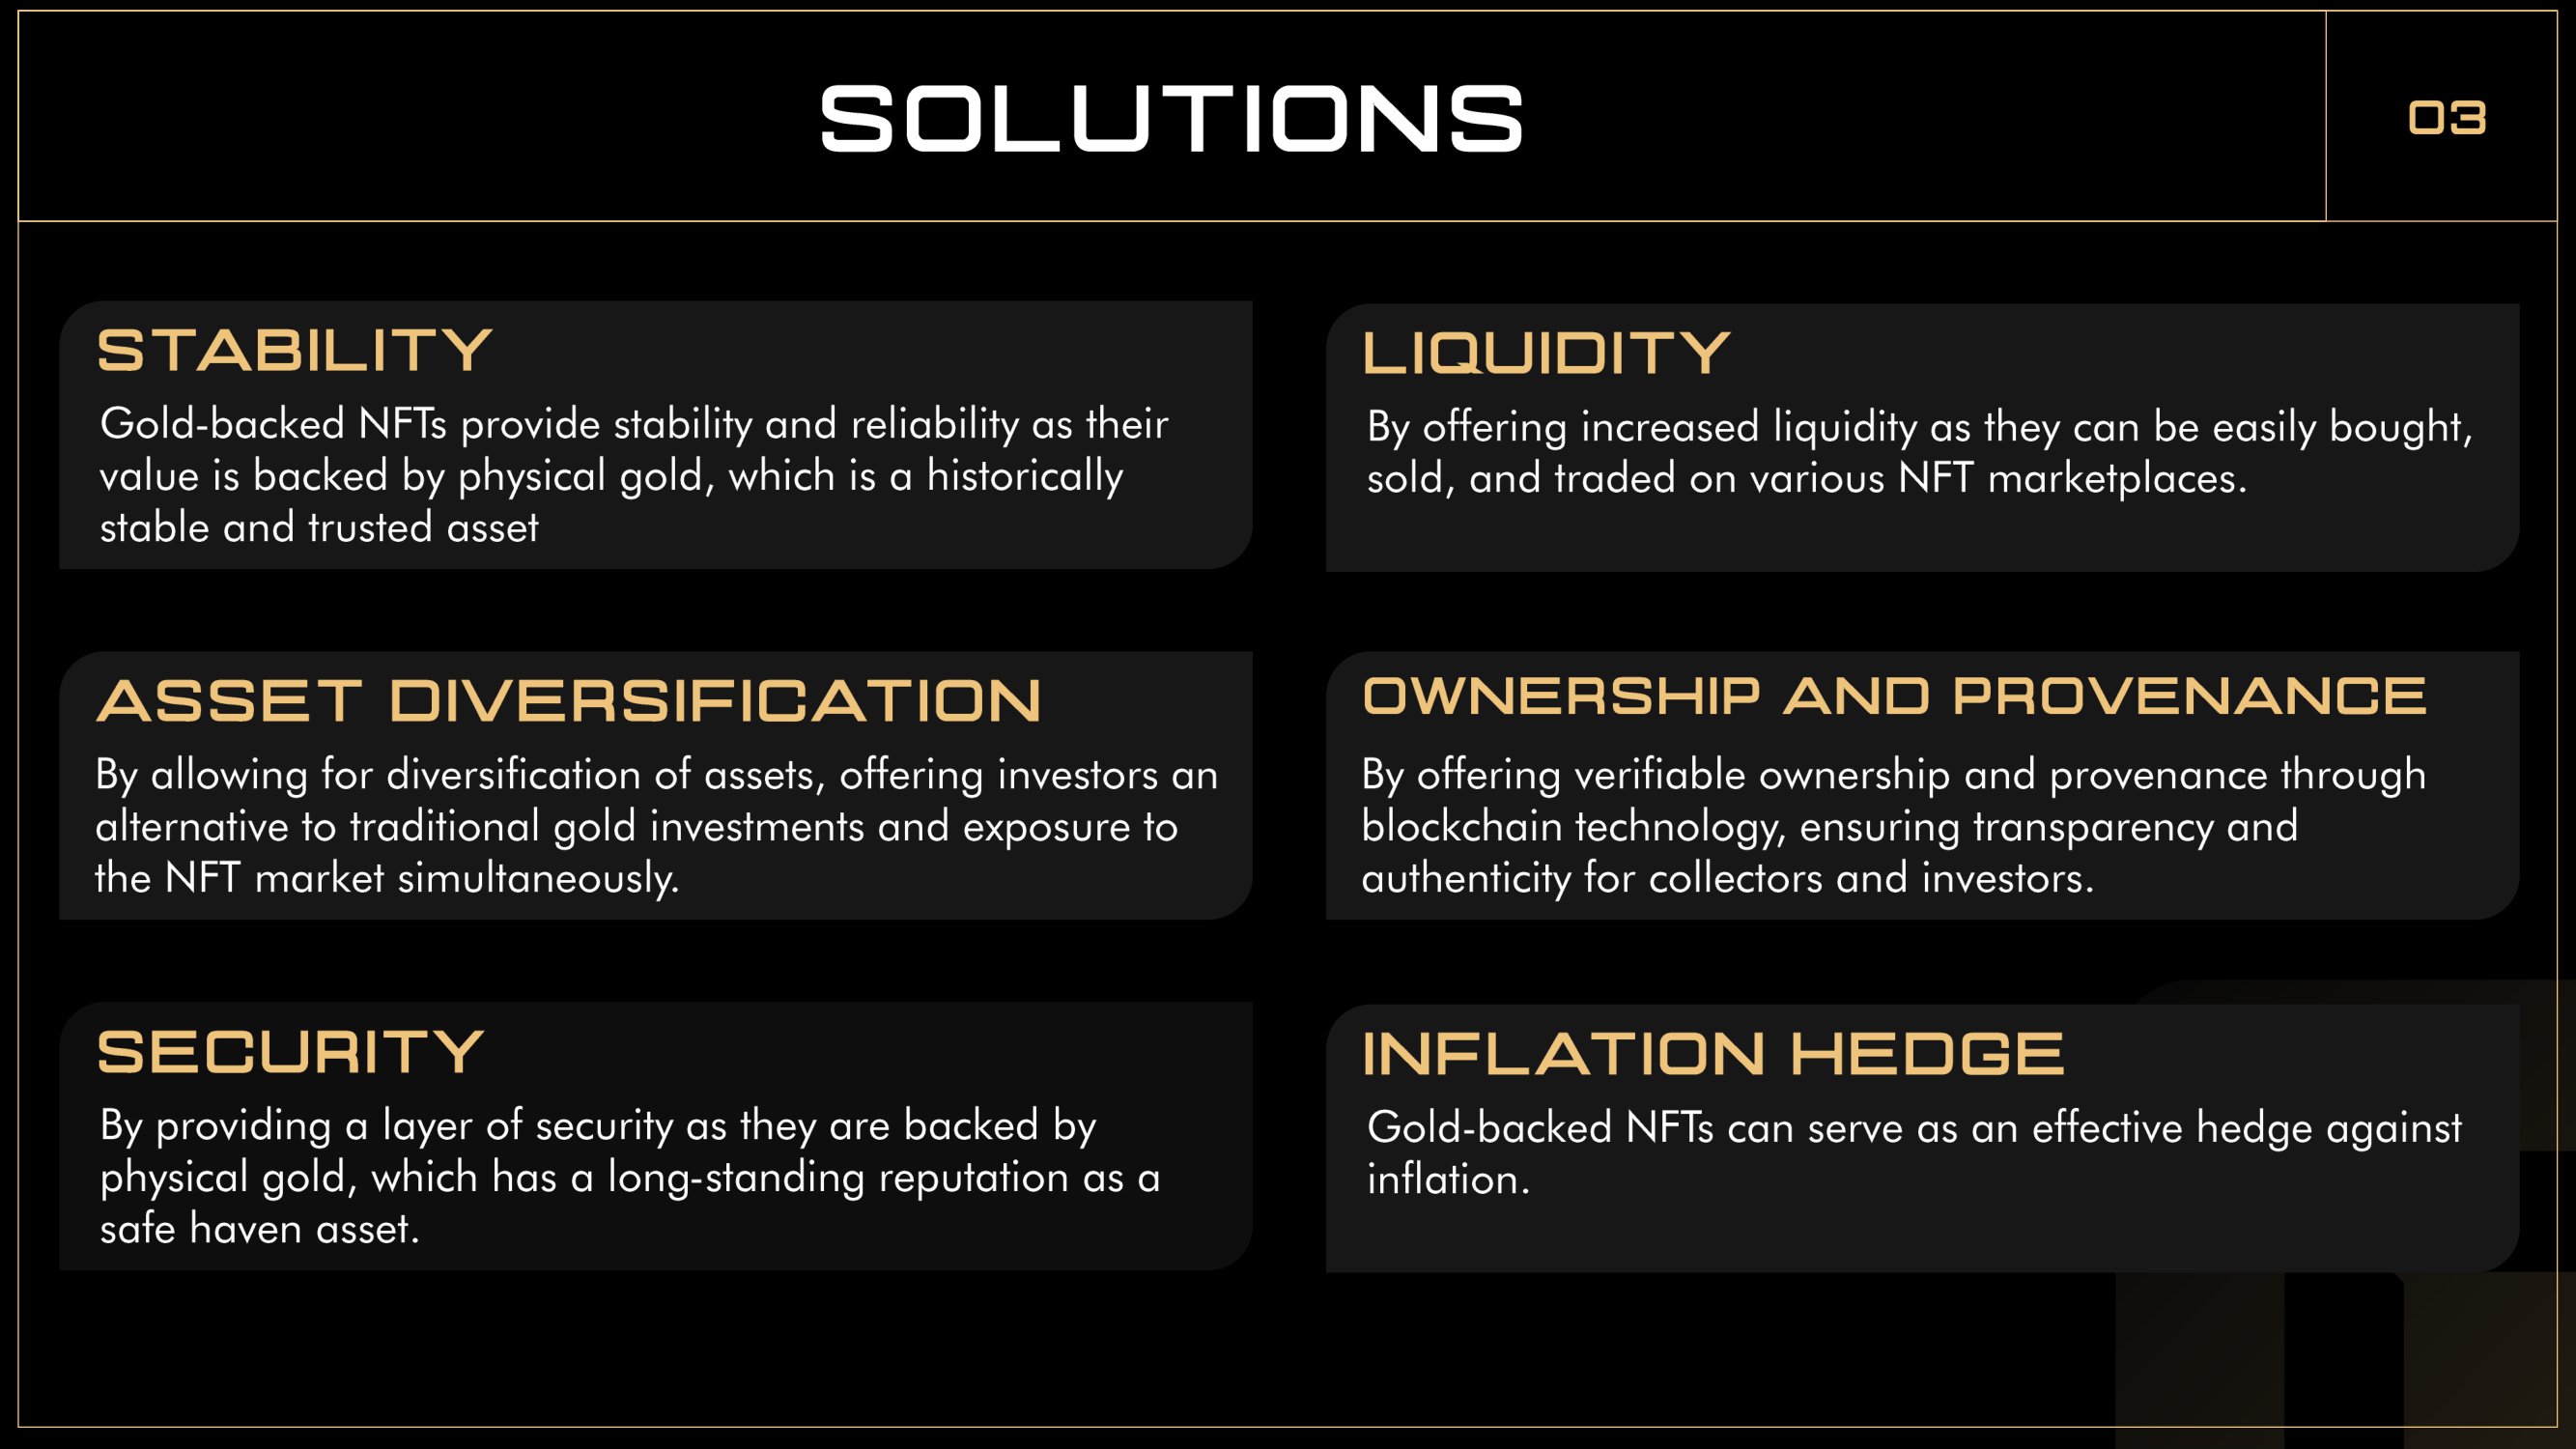 SOLUTIONS
03
STABILITY
Gold-backed NFTs provide stability and reliability as their
value is backed by physical gold, which is a historically
stable and trusted asset
LIQUIDITY
By offering increased liquidity as they can be easily bought,
sold, and traded on various NFT marketplaces.
ASSET DIVERSIFICATION
By allowing for diversification of assets, offering investors an
alternative to traditional gold investments and exposure to
the NFT market simultaneously.
OWNERSHIP AND PROVENANCE
By offering verifiable ownership and provenance through
blockchain technology, ensuring transparency and
authenticity for collectors and investors.
SECURITY
By providing a layer of security as they are backed by
physical gold, which has a long-standing reputation as a
safe haven asset.
INFLATION HEDGE
Gold-backed NFTs can serve as an effective hedge against
inflation.